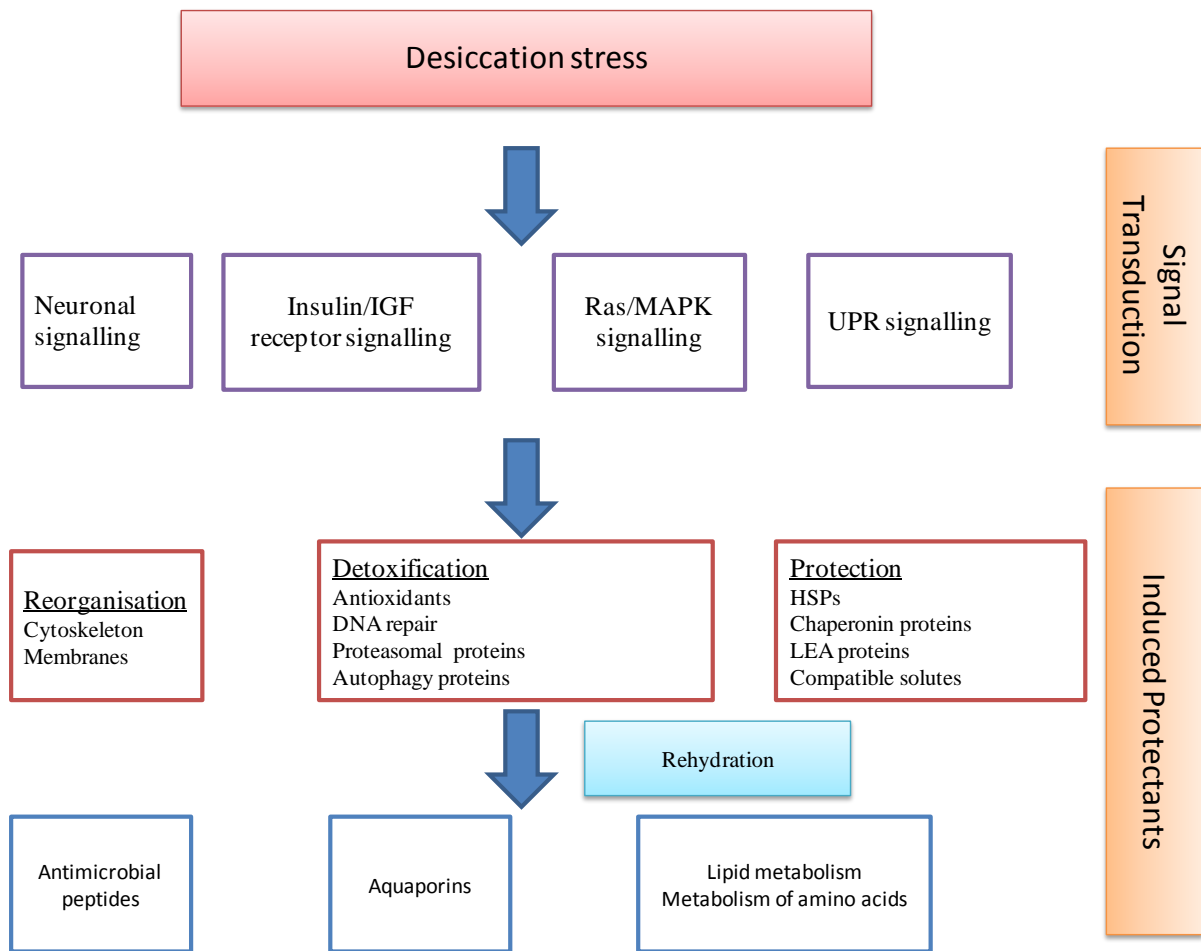 Desiccation stress
Signal
Transduction
Neuronal
signalling
Insulin/IGF
receptor signalling
Ras/MAPK
signalling
UPR signalling
Reorganisation
Cytoskeleton
Membranes
Detoxification
Antioxidants
DNA repair
Proteasomal proteins
Autophagy proteins
Protection
HSPs
Chaperonin proteins
LEA proteins
Compatible solutes
Induced Protectants
Rehydration
Antimicrobial
peptides
Aquaporins
Lipid metabolism
Metabolism of amino acids